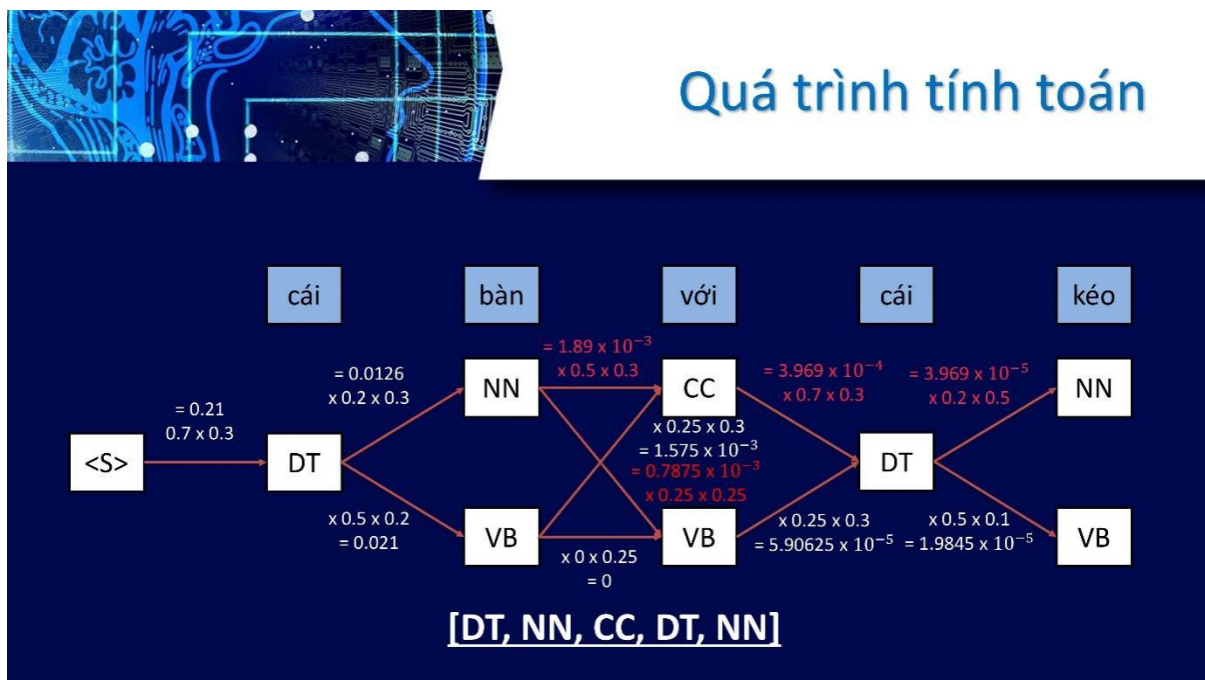 Quá trình tính toán
cái
bàn
với
cái
kéo
= 0.21
0.7 x 0.3
= 0.0126
x 0.2 x 0.3
= 1.89 x 10⁻³
x 0.5 x 0.3
= 3.969 x 10⁻⁴
x 0.7 x 0.3
= 3.969 x 10⁻⁵
x 0.2 x 0.5
NN
CC
NN
x 0.25 x 0.3
= 1.575 x 10⁻³
= 0.7875 x 10⁻³
x 0.25 x 0.25
<S>
DT
DT
x 0.5 x 0.2
= 0.021
VB
x 0 x 0.25
= 0
VB
x 0.25 x 0.3
= 5.90625 x 10⁻⁵
x 0.5 x 0.1
= 1.9845 x 10⁻⁵
VB
[DT, NN, CC, DT, NN]